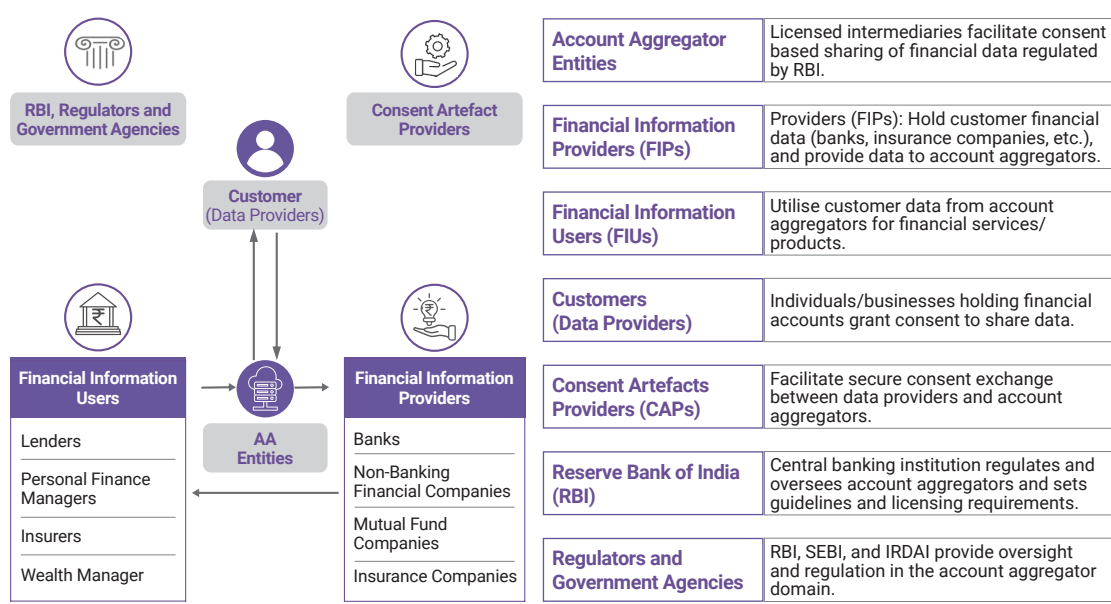 RBI, Regulators and
Government Agencies
Consent Artefact
Providers
Customer
(Data Providers)
Financial Information
Users
Lenders
Personal Finance
Managers
Insurers
Wealth Manager
AA
Entities
Financial Information
Providers
Banks
Non-Banking
Financial Companies
Mutual Fund
Companies
Insurance Companies
Account Aggregator
Entities
Licensed intermediaries facilitate consent
based sharing of financial data regulated
by RBI.
Financial Information
Providers (FIPs)
Providers (FIPs): Hold customer financial
data (banks, insurance companies, etc.),
and provide data to account aggregators.
Financial Information
Users (FIUs)
Utilise customer data from account
aggregators for financial services/
products.
Customers
(Data Providers)
Individuals/businesses holding financial
accounts grant consent to share data.
Consent Artefacts
Providers (CAPs)
Facilitate secure consent exchange
between data providers and account
aggregators.
Reserve Bank of India
(RBI)
Central banking institution regulates and
oversees account aggregators and sets
guidelines and licensing requirements.
Regulators and
Government Agencies
RBI, SEBI, and IRDAI provide oversight
and regulation in the account aggregator
domain.